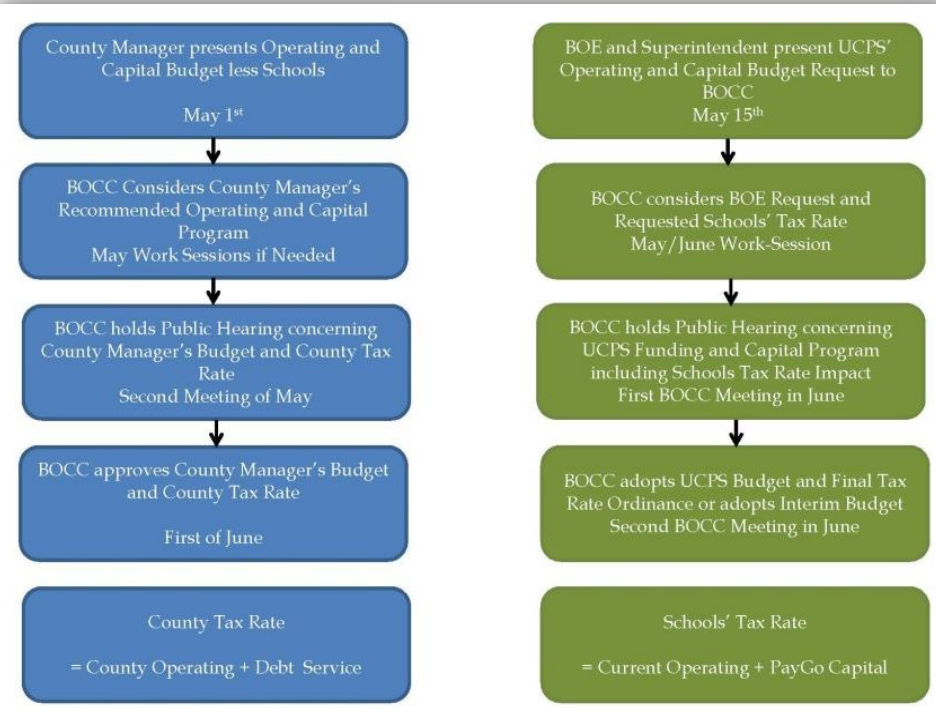 County Manager presents Operating and
Capital Budget less Schools
May 1st
BOCC Considers County Manager's
Recommended Operating and Capital
Program
May Work Sessions if Needed
BOCC holds Public Hearing concerning
County Manager's Budget and County Tax
Rate
Second Meeting of May
BOCC approves County Manager's Budget
and County Tax Rate
First of June
County Tax Rate
= County Operating + Debt Service
BOE and Superintendent present UCPS'
Operating and Capital Budget Request to
BOCC
May 15th
BOCC considers BOE Request and
Requested Schools' Tax Rate
May/June Work-Session
BOCC holds Public Hearing concerning
UCPS Funding and Capital Program
including Schools Tax Rate Impact
First BOCC Meeting in June
BOCC adopts UCPS Budget and Final Tax
Rate Ordinance or adopts Interim Budget
Second BOCC Meeting in June
Schools' Tax Rate
= Current Operating + PayGo Capital